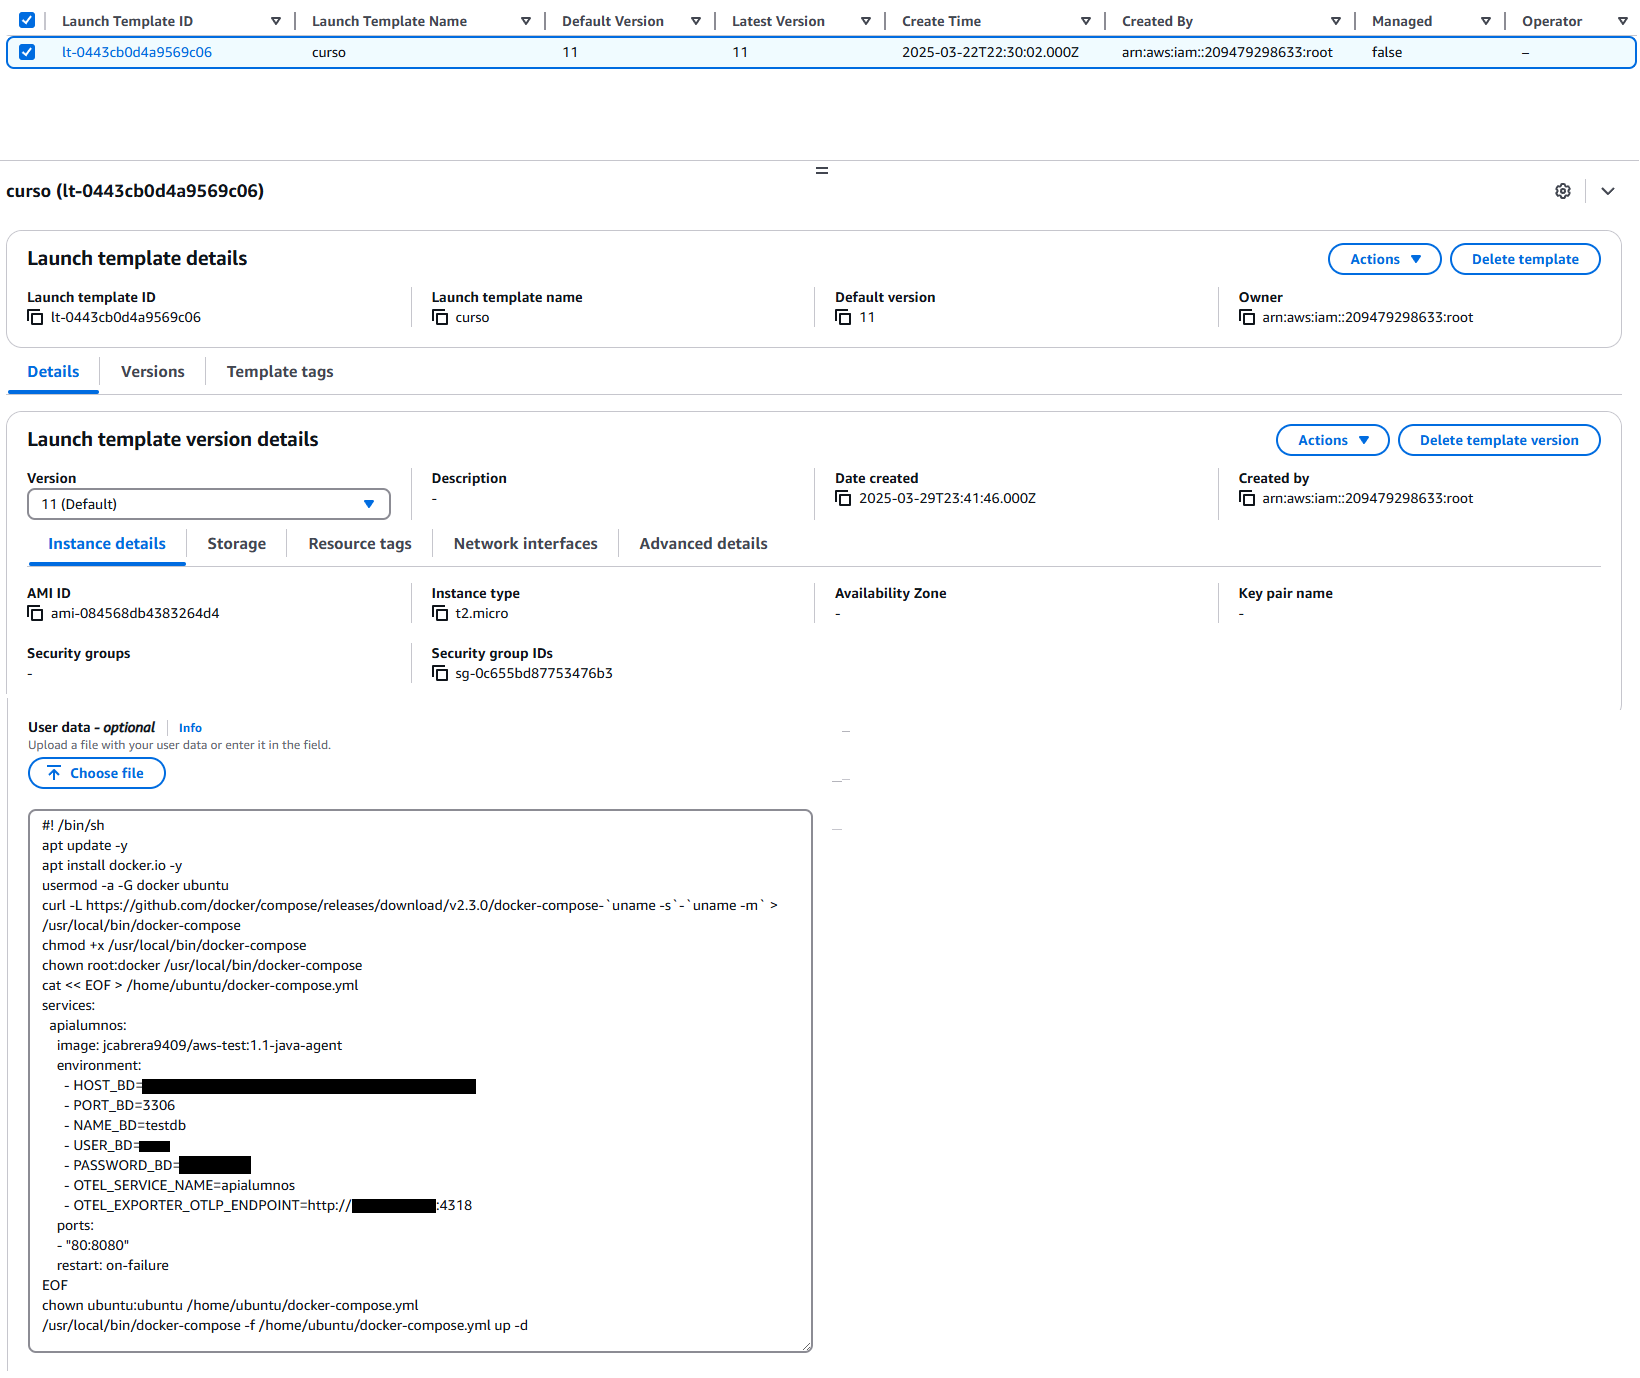 Launch Template ID Launch Template Name Default Version Latest Version Create Time Created By Managed Operator
lt-0443cb0d4a9569c06 curso 11 11 2025-03-22T22:30:02.000Z arn:aws:iam::209479298633:root false –
curso (lt-0443cb0d4a9569c06)
Launch template details Actions Delete template
Launch template ID Launch template name Default version Owner
lt-0443cb0d4a9569c06 curso 11 arn:aws:iam::209479298633:root
Details Versions Template tags
Launch template version details Actions Delete template version
Version Description Date created Created by
11 (Default) - 2025-03-29T23:41:46.000Z arn:aws:iam::209479298633:root
Instance details Storage Resource tags Network interfaces Advanced details
AMI ID Instance type Availability Zone Key pair name
ami-084568db4383264d4 t2.micro - -
Security groups Security group IDs
- sg-0c655bd87753476b3
User data - optional Info
Upload a file with your user data or enter it in the field.
Choose file
#! /bin/sh
apt update -y
apt install docker.io -y
usermod -a -G docker ubuntu
curl -L https://github.com/docker/compose/releases/download/v2.3.0/docker-compose-`uname -s`-`uname -m` >
/usr/local/bin/docker-compose
chmod +x /usr/local/bin/docker-compose
chown root:docker /usr/local/bin/docker-compose
cat << EOF > /home/ubuntu/docker-compose.yml
services:
  apialumnos:
    image: jcabrera9409/aws-test:1.1-java-agent
    environment:
      - HOST_BD=
      - PORT_BD=3306
      - NAME_BD=testdb
      - USER_BD=
      - PASSWORD_BD=
      - OTEL_SERVICE_NAME=apialumnos
      - OTEL_EXPORTER_OTLP_ENDPOINT=http:// :4318
    ports:
    - "80:8080"
    restart: on-failure
EOF
chown ubuntu:ubuntu /home/ubuntu/docker-compose.yml
/usr/local/bin/docker-compose -f /home/ubuntu/docker-compose.yml up -d